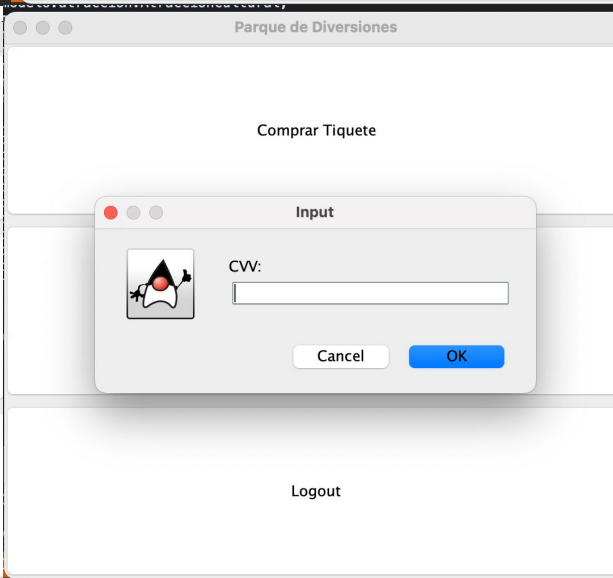 Parque de Diversiones
Comprar Tiquete
Input
CVV:
Cancel
OK
Logout